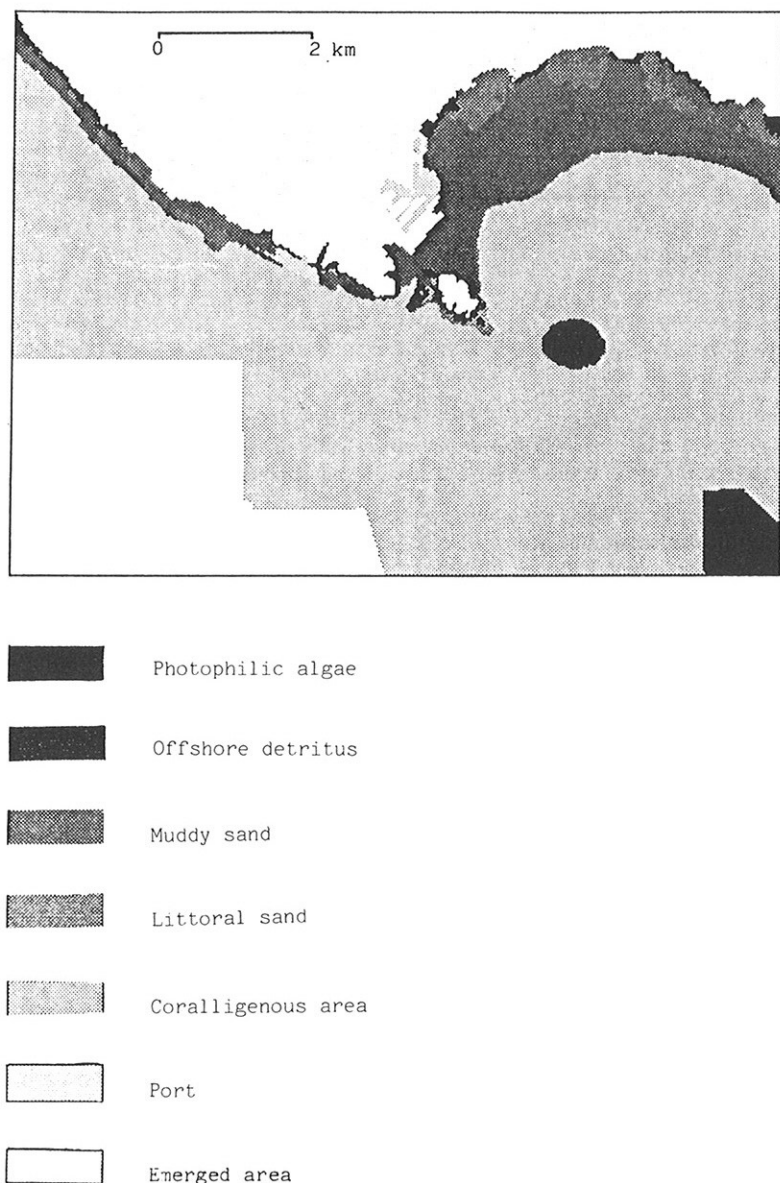 0 2 km
Photophilic algae
Offshore detritus
Muddy sand
Littoral sand
Coralligenous area
Port
Emerged area